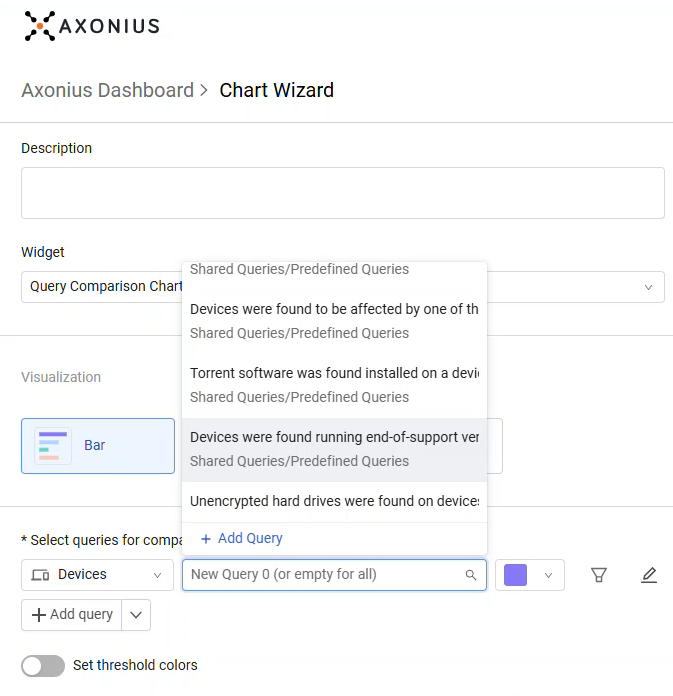 AXONIUS
Axonius Dashboard > Chart Wizard
Description
Widget
Query Comparison Chart
Shared Queries/Predefined Queries
Devices were found to be affected by one of th
Shared Queries/Predefined Queries
Torrent software was found installed on a devi
Shared Queries/Predefined Queries
Visualization
Bar
Devices were found running end-of-support ver
Shared Queries/Predefined Queries
Unencrypted hard drives were found on devices
+ Add Query
* Select queries for compa
Devices
New Query 0 (or empty for all)
+ Add query
Set threshold colors